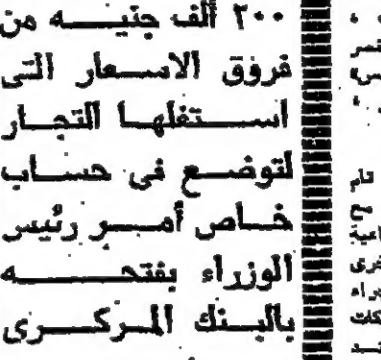 ٢٠٠ ألف جنيه من
فروق الاسعار التى
استغلها التجار
لتوضع فى حساب
خاص أمر رئيس
الوزراء بفتحه
بالبنك المركزى
مع